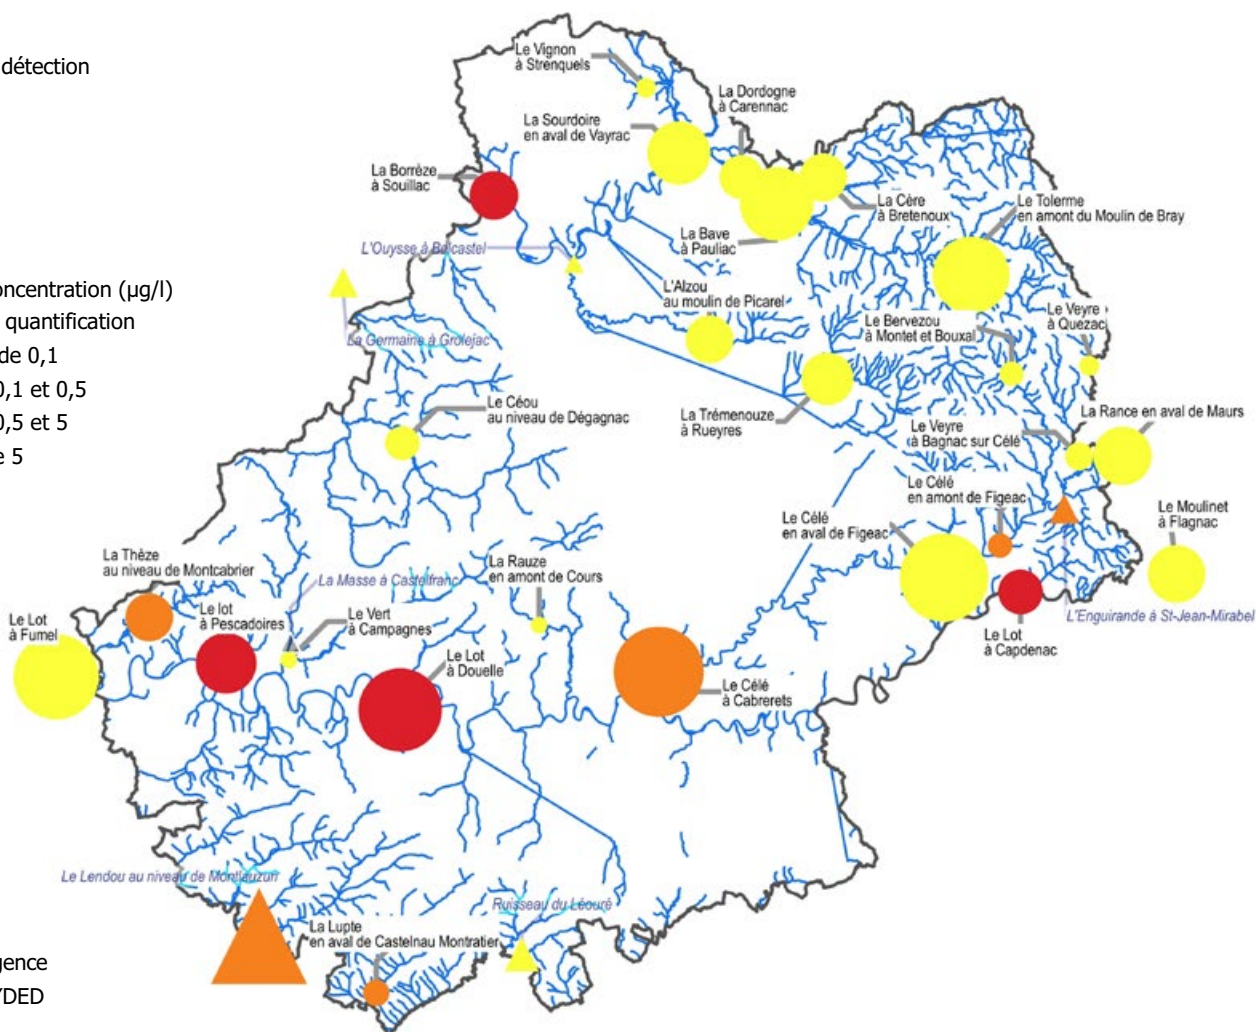 détection
Le Vignon
à Strenquels
La Dordogne
à Carennac
La Sourdoire
en aval de Vayrac
La Borrèze
à Souillac
La Cère
à Bretenoux
Le Tolerme
en amont du Moulin de Bray
La Bave
à Pauliac
L'Ouysse à Belcastel
oncentration (µg/l)
quantification
de 0,1
0,1 et 0,5
0,5 et 5
e 5
L'Alzou
au moulin de Picarel
Le Veyre
à Quezac
Le Bervezou
à Montet et Bouxal
La Germaine à Grolejac
Le Céou
au niveau de Dégagnac
La Trémenouze
à Rueyres
La Rance en aval de Maurs
Le Veyre
à Bagnac sur Célé
Le Célé
en amont de Figeac
Le Moulinet
à Flagnac
Le Célé
en aval de Figeac
La Thèze
au niveau de Montcabrier
La Rauze
en amont de Cours
La Masse à Castelfranc
Le lot
à Pescadoires
Le Vert
à Campagnes
Le Lot
à Fumel
L'Enguirande à St-Jean-Mirabel
Le Lot
à Capdenac
Le Lot
à Douelle
Le Célé
à Cabrerets
Le Lendou au niveau de Montlauzun
Ruisseau du Léouré
La Lupte
en aval de Castelnau Montratier
gence
YDED